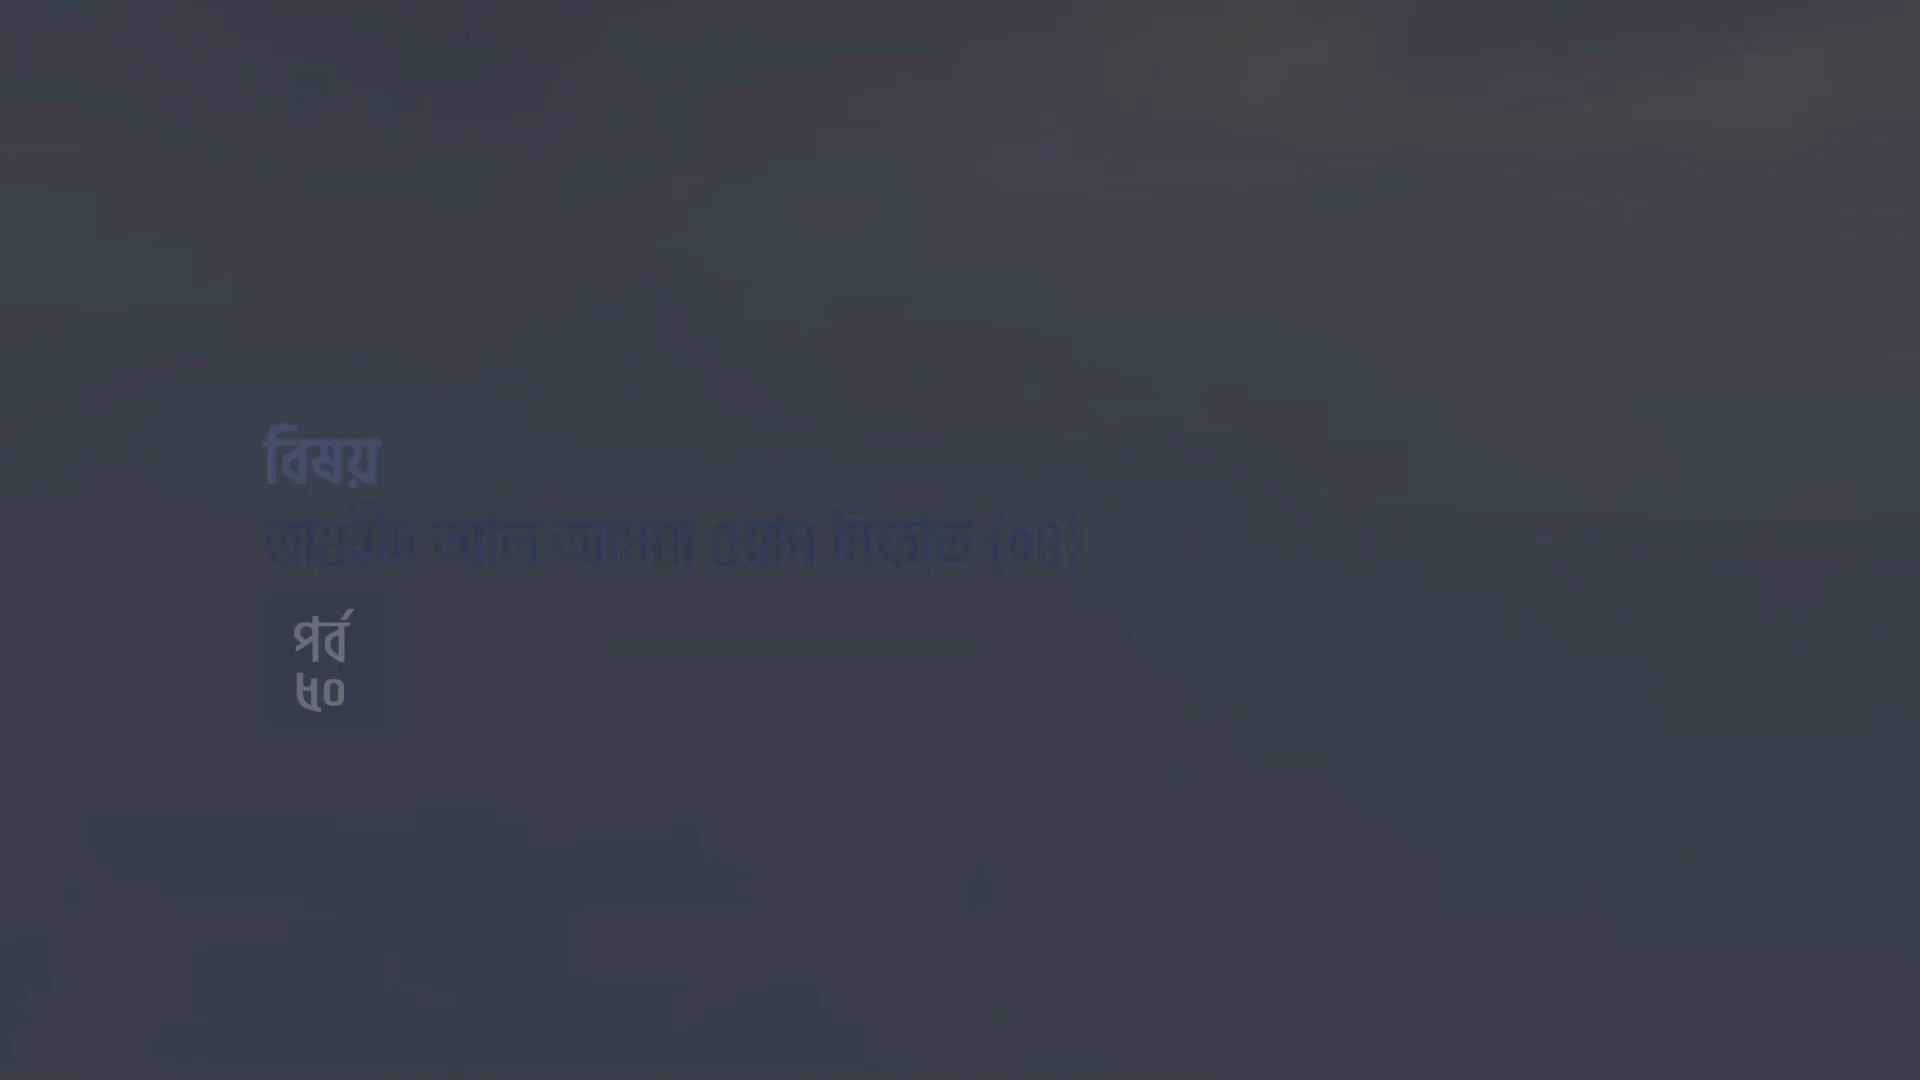 বিষয়
তাওহীদ আল আসমা ওয়াস সিফাত (০৪)
পর্ব
৫০